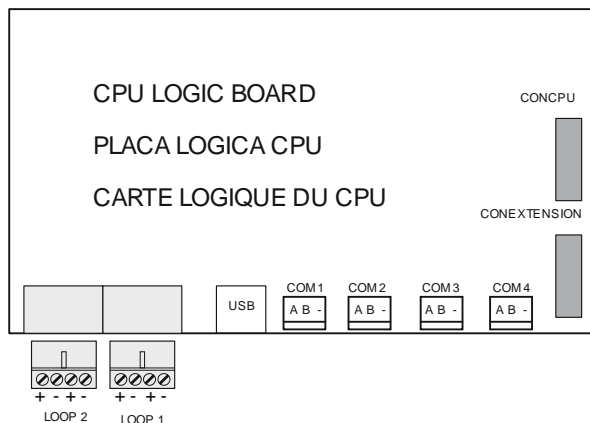 CPU LOGIC BOARD
CONCPU
PLACA LOGICA CPU
CARTE LOGIQUE DU CPU
CONEXTENSION
USB
COM1 COM2 COM3 COM4
A B - A B - A B - A B -
+ - + - + - + -
LOOP 2 LOOP 1